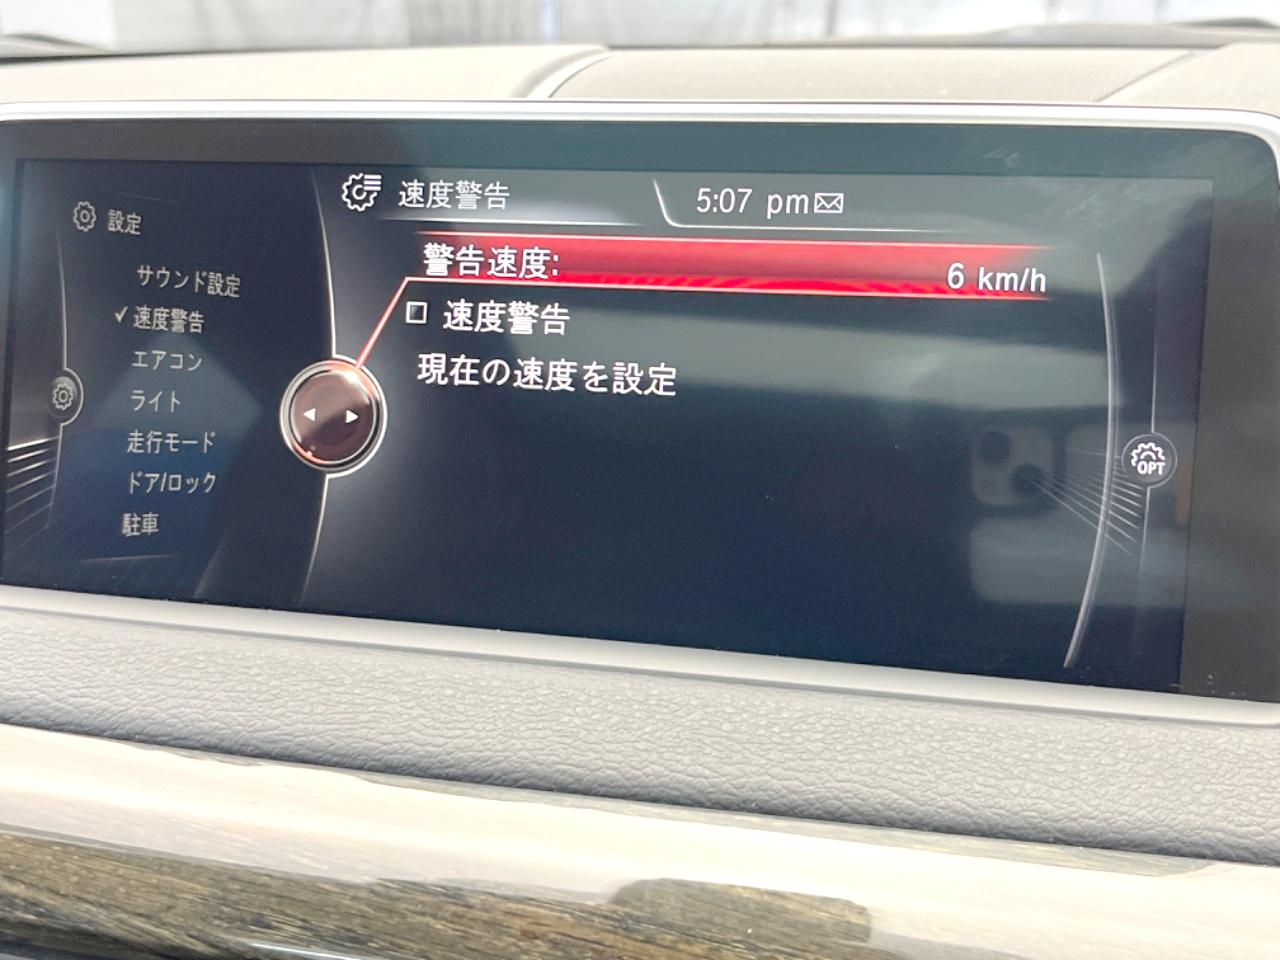 設定
サウンド設定
✓ 速度警告
エアコン
ライト
走行モード
ドア/ロック
駐車
速度警告
5:07 pm
警告速度: 6 km/h
□ 速度警告
現在の速度を設定
OPT